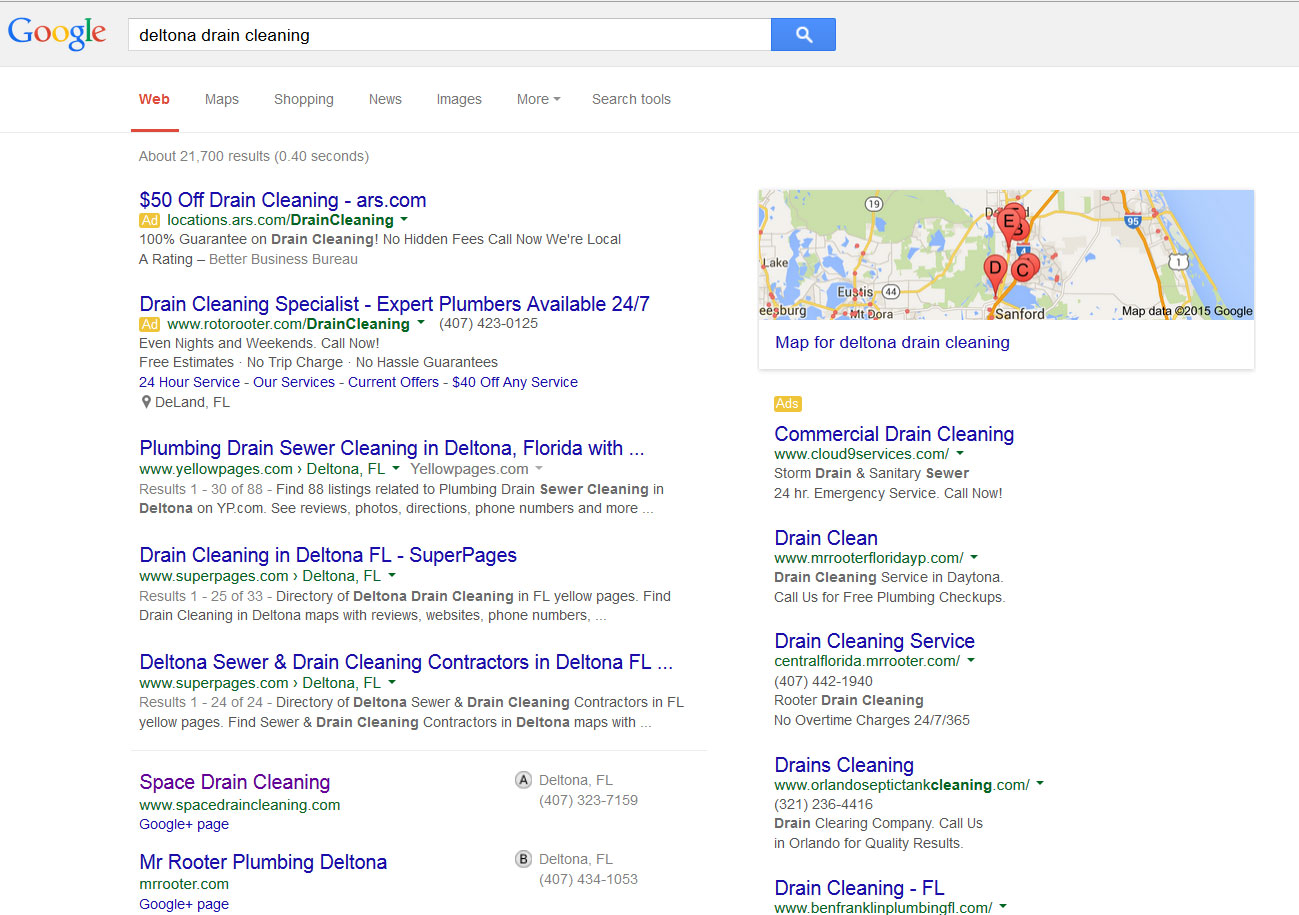 Google
deltona drain cleaning
Web Maps Shopping News Images More Search tools
About 21,700 results (0.40 seconds)
$50 Off Drain Cleaning - ars.com
Ad locations.ars.com/DrainCleaning
100% Guarantee on Drain Cleaning! No Hidden Fees Call Now We're Local
A Rating – Better Business Bureau
Drain Cleaning Specialist - Expert Plumbers Available 24/7
Ad www.rotorooter.com/DrainCleaning (407) 423-0125
Even Nights and Weekends. Call Now!
Free Estimates · No Trip Charge · No Hassle Guarantees
24 Hour Service - Our Services - Current Offers - $40 Off Any Service
DeLand, FL
Plumbing Drain Sewer Cleaning in Deltona, Florida with ...
www.yellowpages.com › Deltona, FL Yellowpages.com
Results 1 - 30 of 88 - Find 88 listings related to Plumbing Drain Sewer Cleaning in
Deltona on YP.com. See reviews, photos, directions, phone numbers and more ...
Drain Cleaning in Deltona FL - SuperPages
www.superpages.com › Deltona, FL
Results 1 - 25 of 33 - Directory of Deltona Drain Cleaning in FL yellow pages. Find
Drain Cleaning in Deltona maps with reviews, websites, phone numbers, ...
Deltona Sewer & Drain Cleaning Contractors in Deltona FL ...
www.superpages.com › Deltona, FL
Results 1 - 24 of 24 - Directory of Deltona Sewer & Drain Cleaning Contractors in FL
yellow pages. Find Sewer & Drain Cleaning Contractors in Deltona maps with ...
Space Drain Cleaning
www.spacedraincleaning.com
Google+ page
A Deltona, FL
(407) 323-7159
Mr Rooter Plumbing Deltona
mrrooter.com
Google+ page
B Deltona, FL
(407) 434-1053
19
E
B
95
4
1
Lake
D
C
Eustis 44
eesburg
Mt Dora
Sanford
Map data ©2015 Google
Map for deltona drain cleaning
Ads
Commercial Drain Cleaning
www.cloud9services.com/
Storm Drain & Sanitary Sewer
24 hr. Emergency Service. Call Now!
Drain Clean
www.mrrooterfloridayp.com/
Drain Cleaning Service in Daytona.
Call Us for Free Plumbing Checkups.
Drain Cleaning Service
centralflorida.mrrooter.com/
(407) 442-1940
Rooter Drain Cleaning
No Overtime Charges 24/7/365
Drains Cleaning
www.orlandoseptictankcleaning.com/
(321) 236-4416
Drain Clearing Company. Call Us
in Orlando for Quality Results.
Drain Cleaning - FL
www.benfranklinplumbingfl.com/